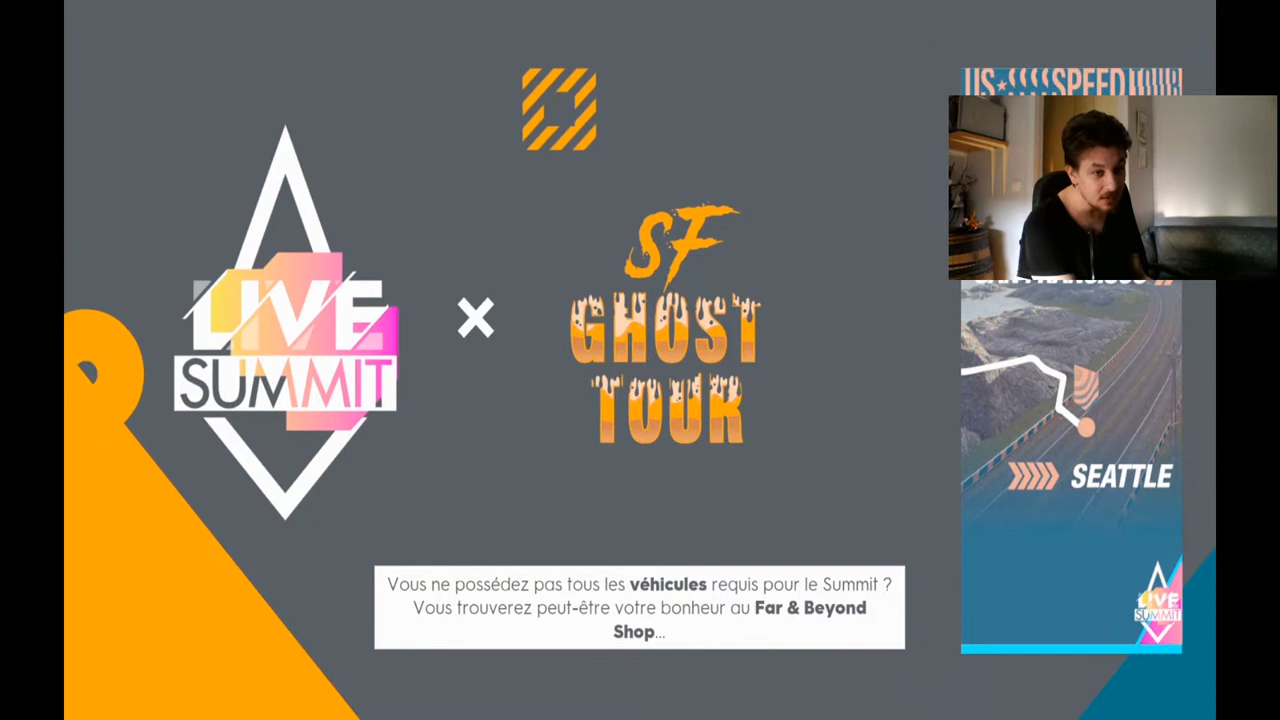 US SPEED TOUR
LIVE
SUMMIT
×
SF
GHOST
TOUR
SEATTLE
Vous ne possédez pas tous les véhicules requis pour le Summit ?
Vous trouverez peut-être votre bonheur au Far & Beyond
Shop...
LIVE
SUMMIT